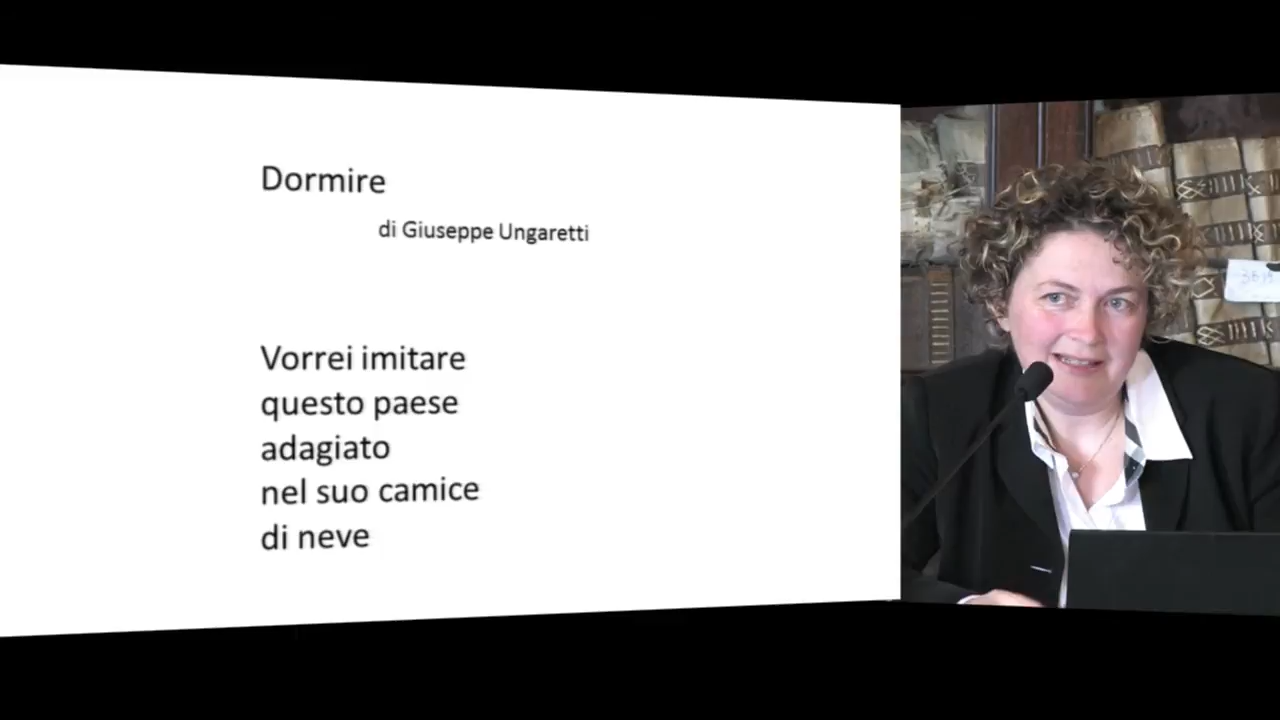 Dormire
di Giuseppe Ungaretti
Vorrei imitare
questo paese
adagiato
nel suo camice
di neve